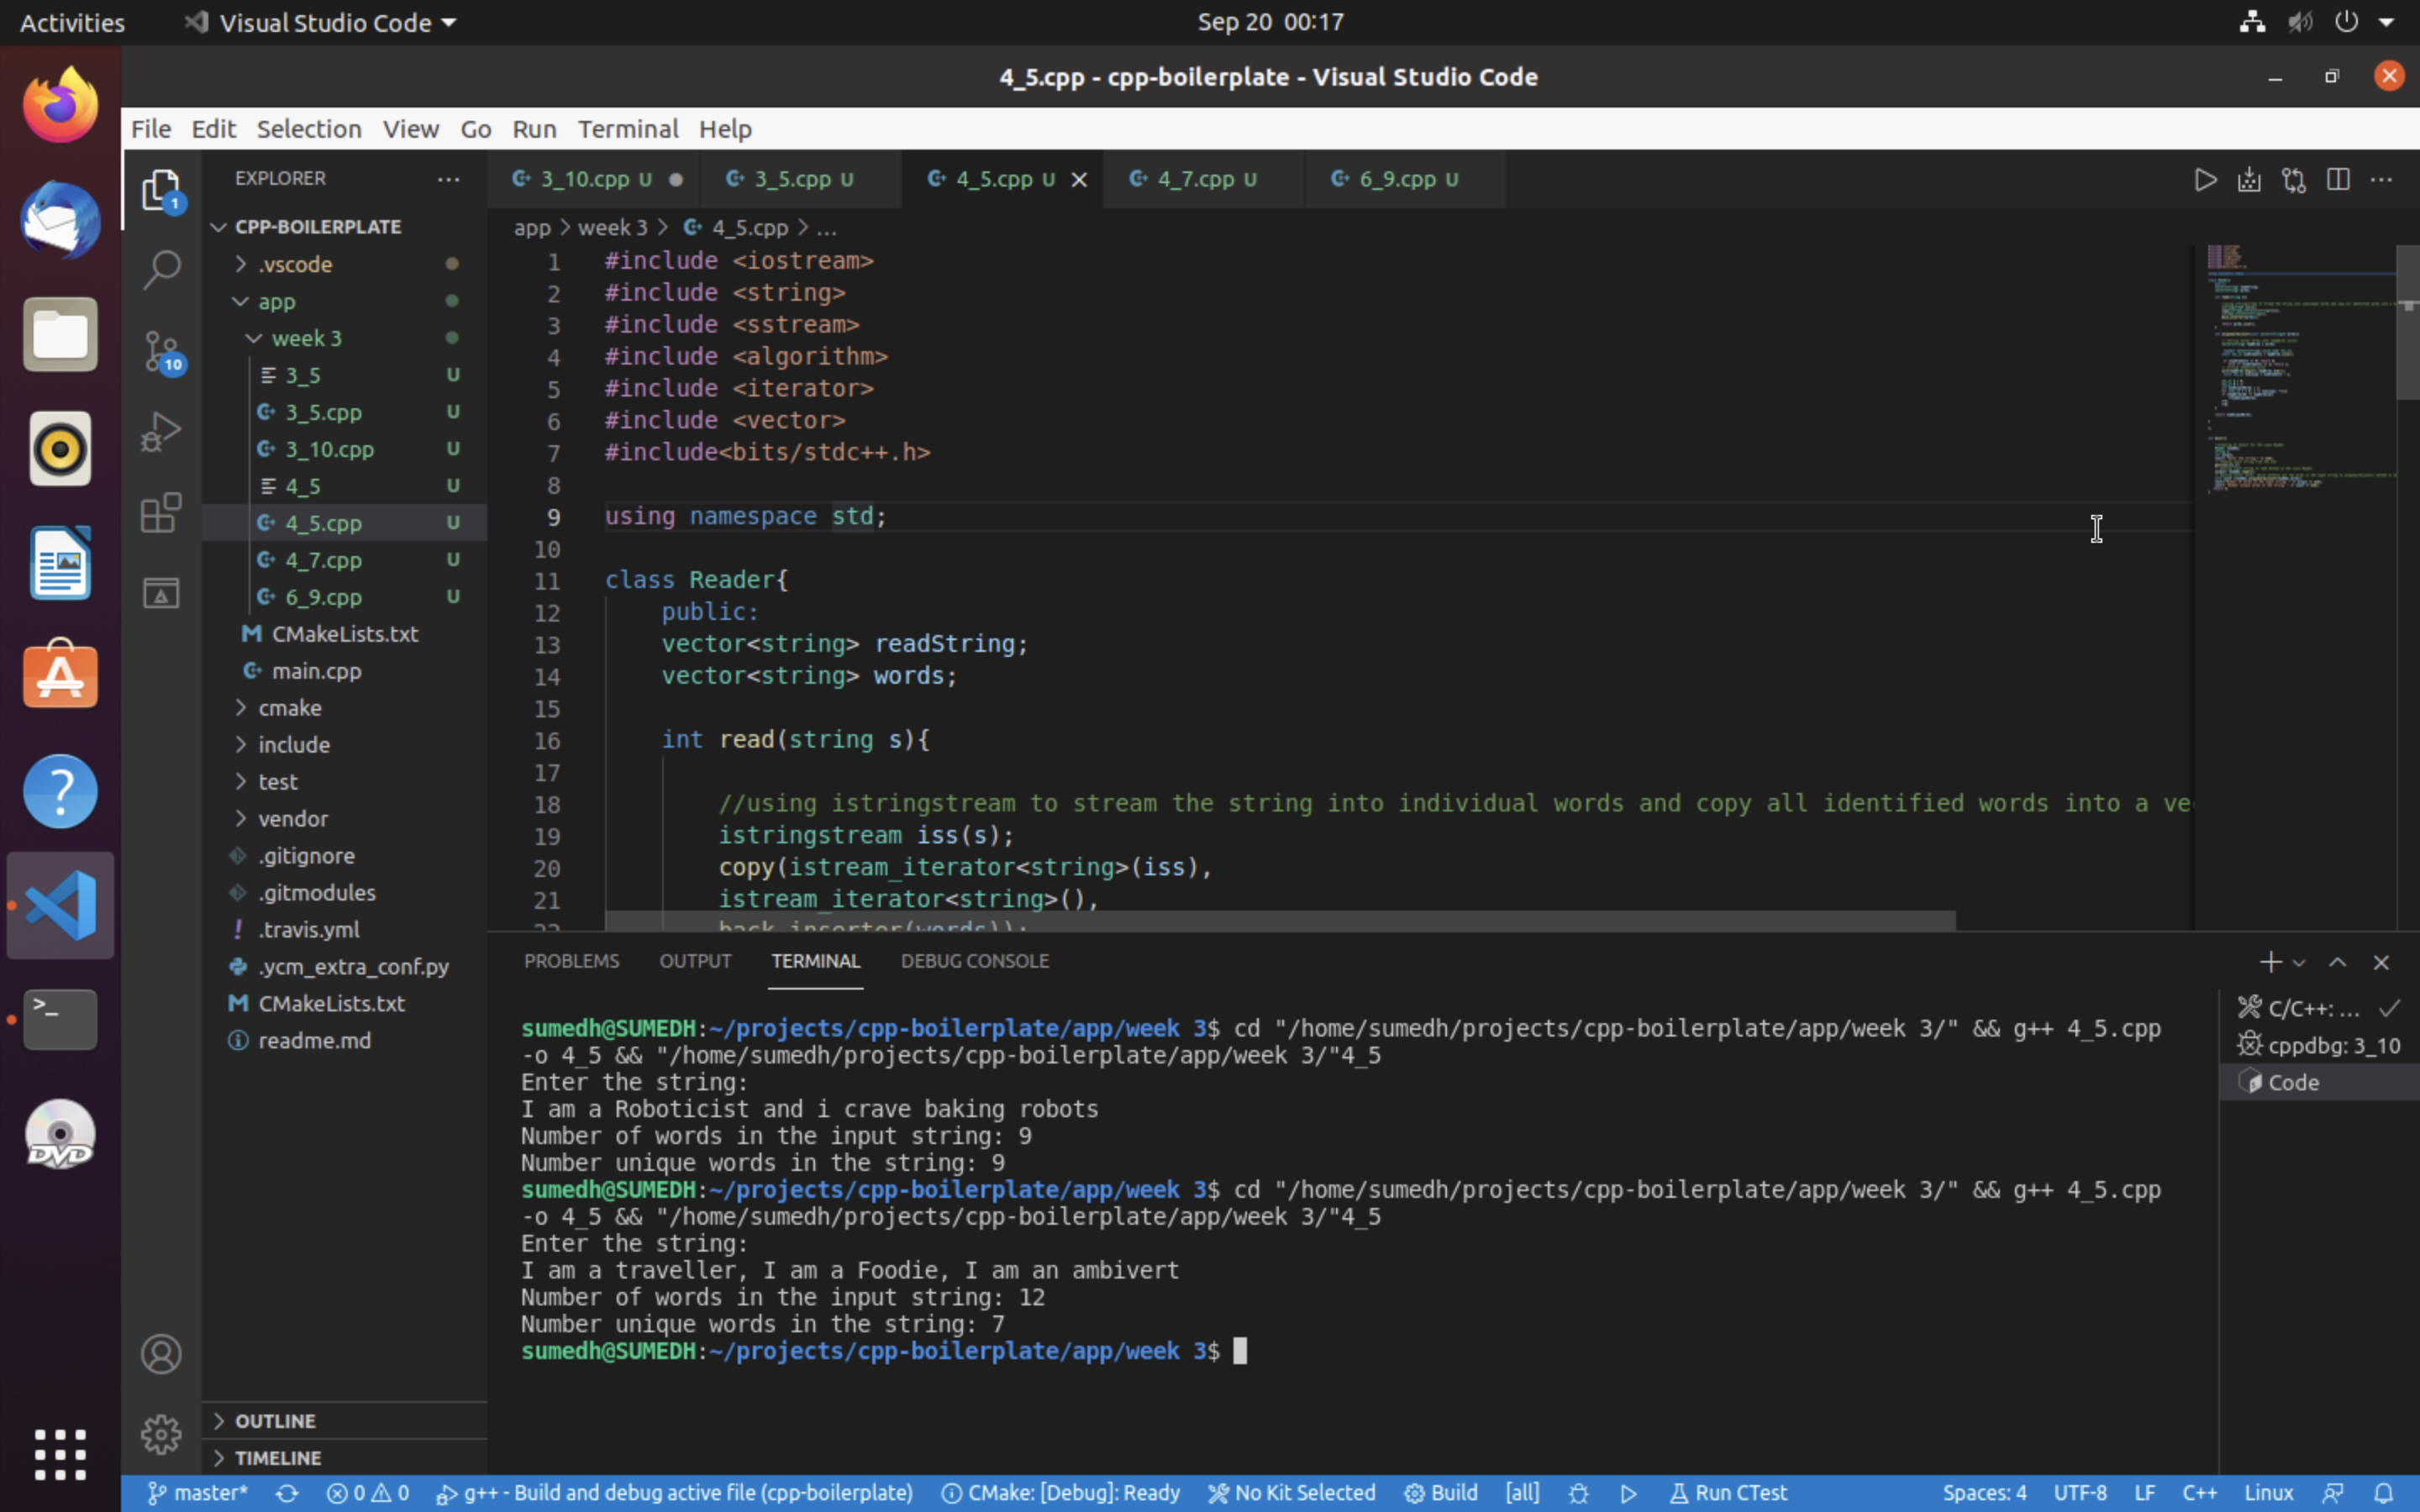 Activities Visual Studio Code Sep 20 00:17
4_5.cpp - cpp-boilerplate - Visual Studio Code
File Edit Selection View Go Run Terminal Help
EXPLORER
CPP-BOILERPLATE
.vscode
app
week 3
3_5 U
3_5.cpp U
3_10.cpp U
4_5 U
4_5.cpp U
4_7.cpp U
6_9.cpp U
CMakeLists.txt
main.cpp
cmake
include
test
vendor
.gitignore
.gitmodules
.travis.yml
.ycm_extra_conf.py
CMakeLists.txt
readme.md
OUTLINE
TIMELINE
1
10
DVD
3_10.cpp U 3_5.cpp U 4_5.cpp U 4_7.cpp U 6_9.cpp U
app > week 3 > 4_5.cpp > ...
1 #include <iostream>
2 #include <string>
3 #include <sstream>
4 #include <algorithm>
5 #include <iterator>
6 #include <vector>
7 #include<bits/stdc++.h>
8
9 using namespace std;
10
11 class Reader{
12 public:
13 vector<string> readString;
14 vector<string> words;
15
16 int read(string s){
17
18 //using istringstream to stream the string into individual words and copy all identified words into a ve
19 istringstream iss(s);
20 copy(istream_iterator<string>(iss),
21 istream_iterator<string>(),
22 back_inserter(words));
PROBLEMS OUTPUT TERMINAL DEBUG CONSOLE
sumedh@SUMEDH:~/projects/cpp-boilerplate/app/week 3$ cd "/home/sumedh/projects/cpp-boilerplate/app/week 3/" && g++ 4_5.cpp
-o 4_5 && "/home/sumedh/projects/cpp-boilerplate/app/week 3/"4_5
Enter the string:
I am a Roboticist and i crave baking robots
Number of words in the input string: 9
Number unique words in the string: 9
sumedh@SUMEDH:~/projects/cpp-boilerplate/app/week 3$ cd "/home/sumedh/projects/cpp-boilerplate/app/week 3/" && g++ 4_5.cpp
-o 4_5 && "/home/sumedh/projects/cpp-boilerplate/app/week 3/"4_5
Enter the string:
I am a traveller, I am a Foodie, I am an ambivert
Number of words in the input string: 12
Number unique words in the string: 7
sumedh@SUMEDH:~/projects/cpp-boilerplate/app/week 3$
C/C++: ...
cppdbg: 3_10
Code
master* 0 0 g++ - Build and debug active file (cpp-boilerplate) CMake: [Debug]: Ready No Kit Selected Build [all] Run CTest Spaces: 4 UTF-8 LF C++ Linux